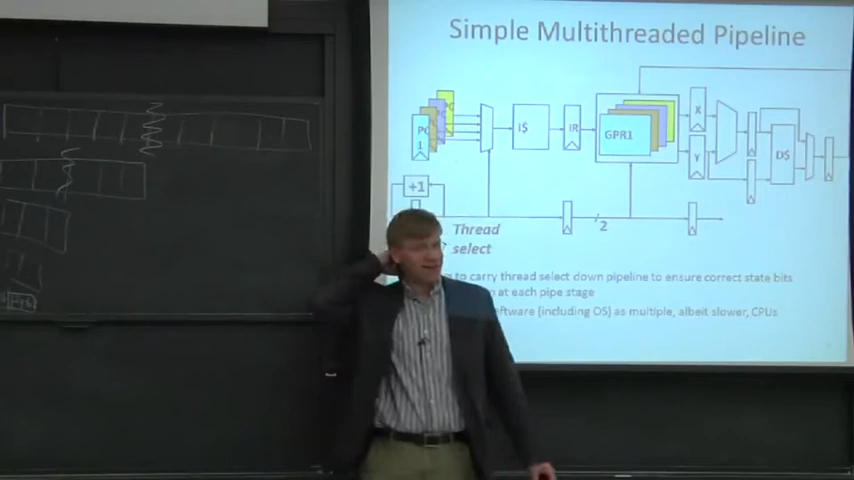 Simple Multithreaded Pipeline
PC
PC
1
I$
IR
GPR1
X
Y
D$
+1
2
Thread
select
to carry thread select down pipeline to ensure correct state bits
at each pipe stage
(including OS) as multiple, albeit slower, CPUs